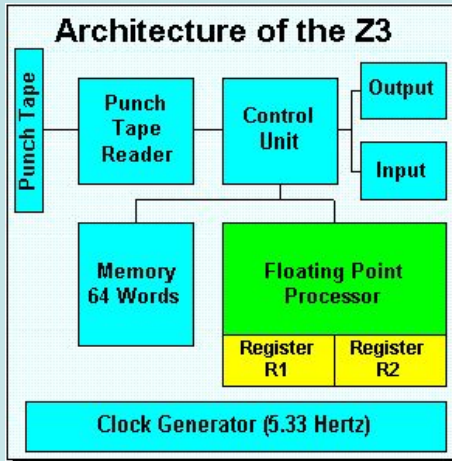 Architecture of the Z3
Punch Tape
Punch
Tape
Reader
Control
Unit
Output
Input
Memory
64 Words
Floating Point
Processor
Register
R1
Register
R2
Clock Generator (5.33 Hertz)